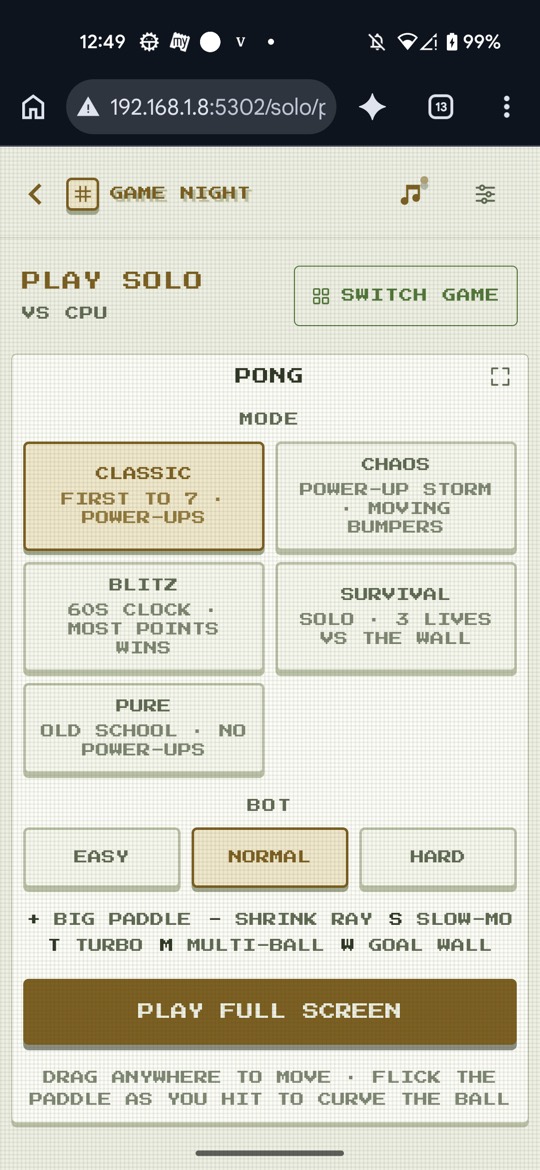 12:49 my V 99%
192.168.1.8:5302/solo/p 13
GAME NIGHT
PLAY SOLO
VS CPU
SWITCH GAME
PONG
MODE
CLASSIC
FIRST TO 7 ·
POWER-UPS
CHAOS
POWER-UP STORM
· MOVING
BUMPERS
BLITZ
60S CLOCK ·
MOST POINTS
WINS
SURVIVAL
SOLO · 3 LIVES
VS THE WALL
PURE
OLD SCHOOL · NO
POWER-UPS
BOT
EASY NORMAL HARD
+ BIG PADDLE - SHRINK RAY S SLOW-MO
T TURBO M MULTI-BALL W GOAL WALL
PLAY FULL SCREEN
DRAG ANYWHERE TO MOVE · FLICK THE
PADDLE AS YOU HIT TO CURVE THE BALL